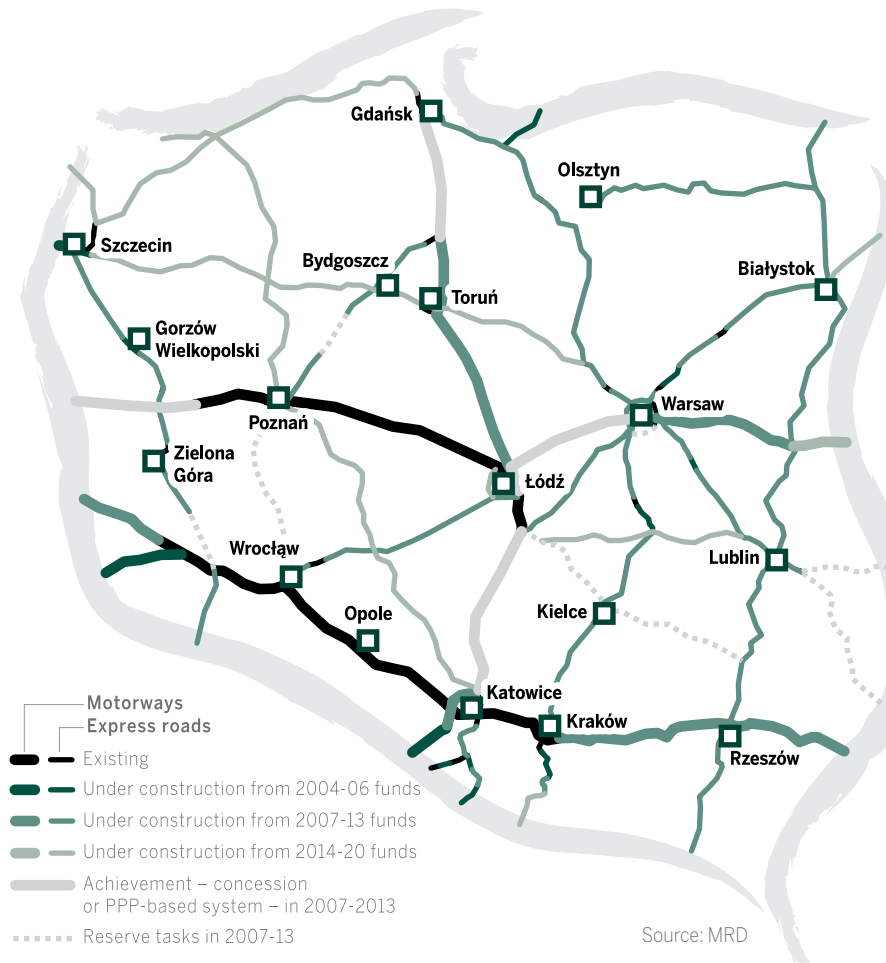 Gdańsk
Olsztyn
Szczecin
Bydgoszcz
Białystok
Toruń
Gorzów
Wielkopolski
Poznań
Warsaw
Zielona
Góra
Łódź
Wrocław
Lublin
Opole
Kielce
Katowice
Kraków
Rzeszów
Motorways
Express roads
Existing
Under construction from 2004-06 funds
Under construction from 2007-13 funds
Under construction from 2014-20 funds
Achievement – concession
or PPP-based system – in 2007-2013
Reserve tasks in 2007-13
Source: MRD